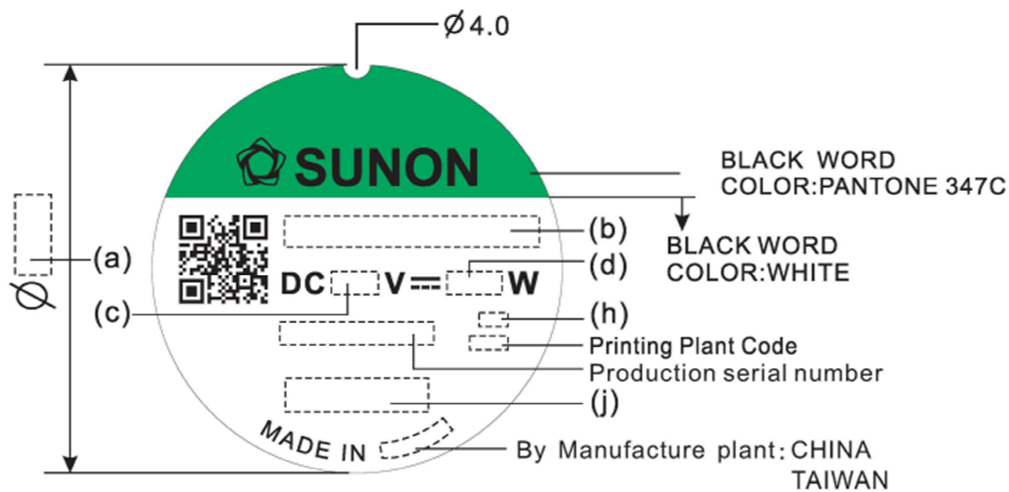 Ø4.0
SUNON
BLACK WORD
COLOR:PANTONE 347C
BLACK WORD
COLOR:WHITE
(a)
Ø
(b)
DC V W
(d)
(c)
(h)
Printing Plant Code
Production serial number
(j)
MADE IN
By Manufacture plant: CHINA
TAIWAN